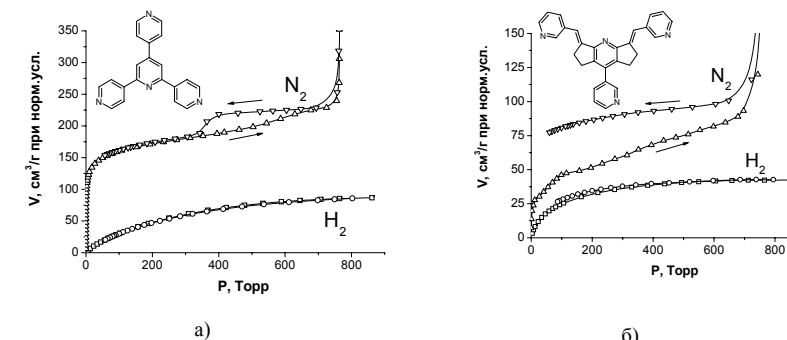 V, см³/г при норм.усл.
350
300
250
200
150
100
50
0
0 200 400 600 800
P, Торр
N₂
H₂
N
N
N
N
а)
V, см³/г при норм.усл.
150
125
100
75
50
25
0
0 200 400 600 800
P, Торр
N₂
H₂
N
N
N
N
б)